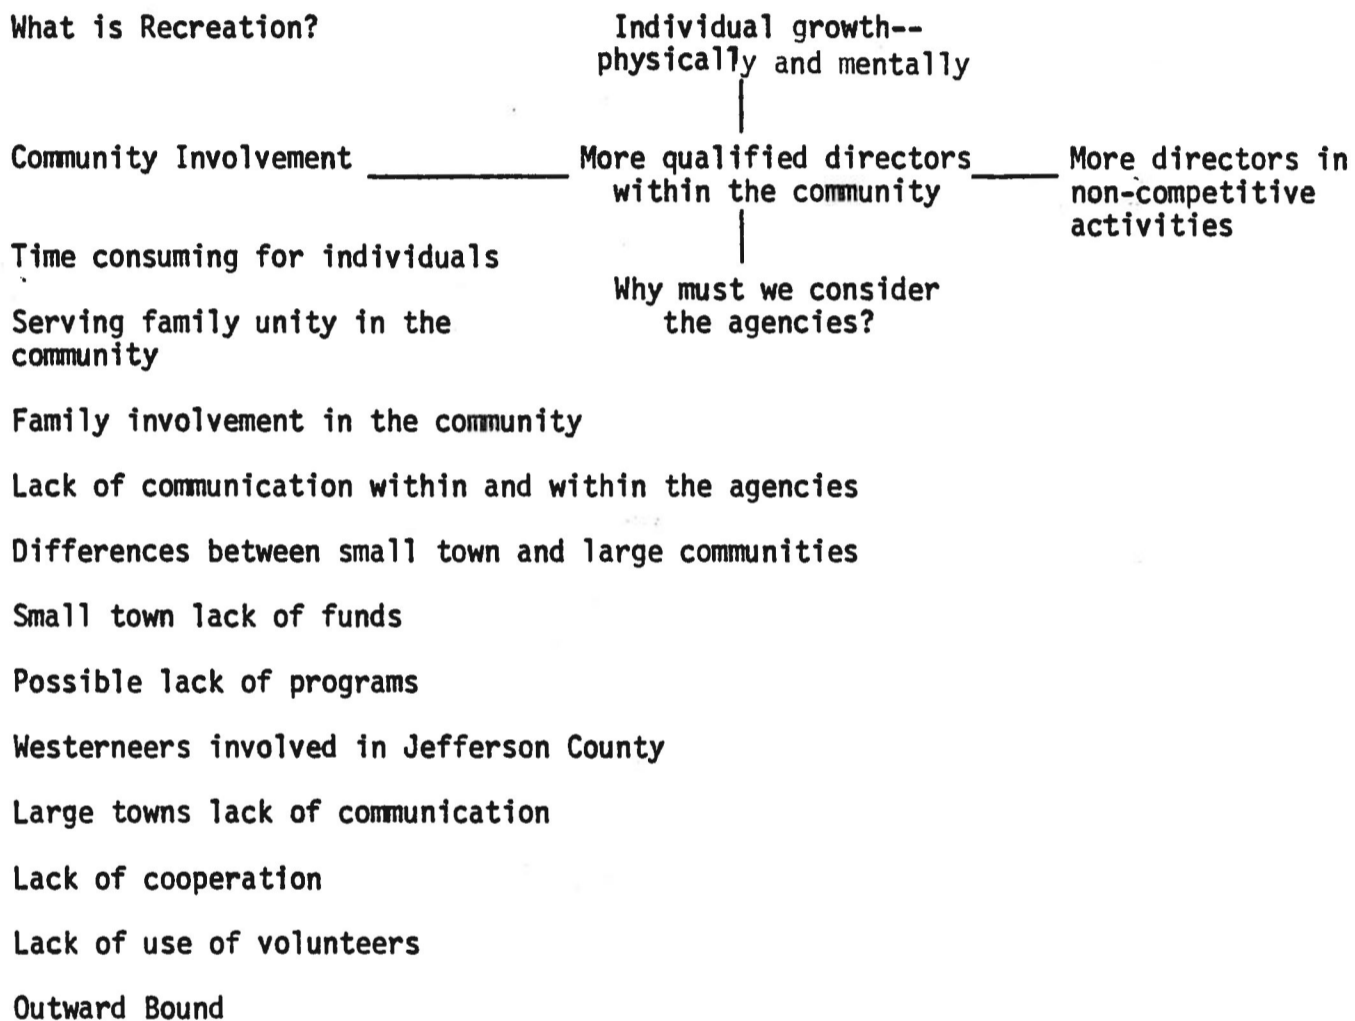 What is Recreation?
Individual growth--
physically and mentally
Community Involvement
More qualified directors
within the community
More directors in
non-competitive
activities
Time consuming for individuals
Why must we consider
the agencies?
Serving family unity in the
community
Family involvement in the community
Lack of communication within and within the agencies
Differences between small town and large communities
Small town lack of funds
Possible lack of programs
Westerneers involved in Jefferson County
Large towns lack of communication
Lack of cooperation
Lack of use of volunteers
Outward Bound